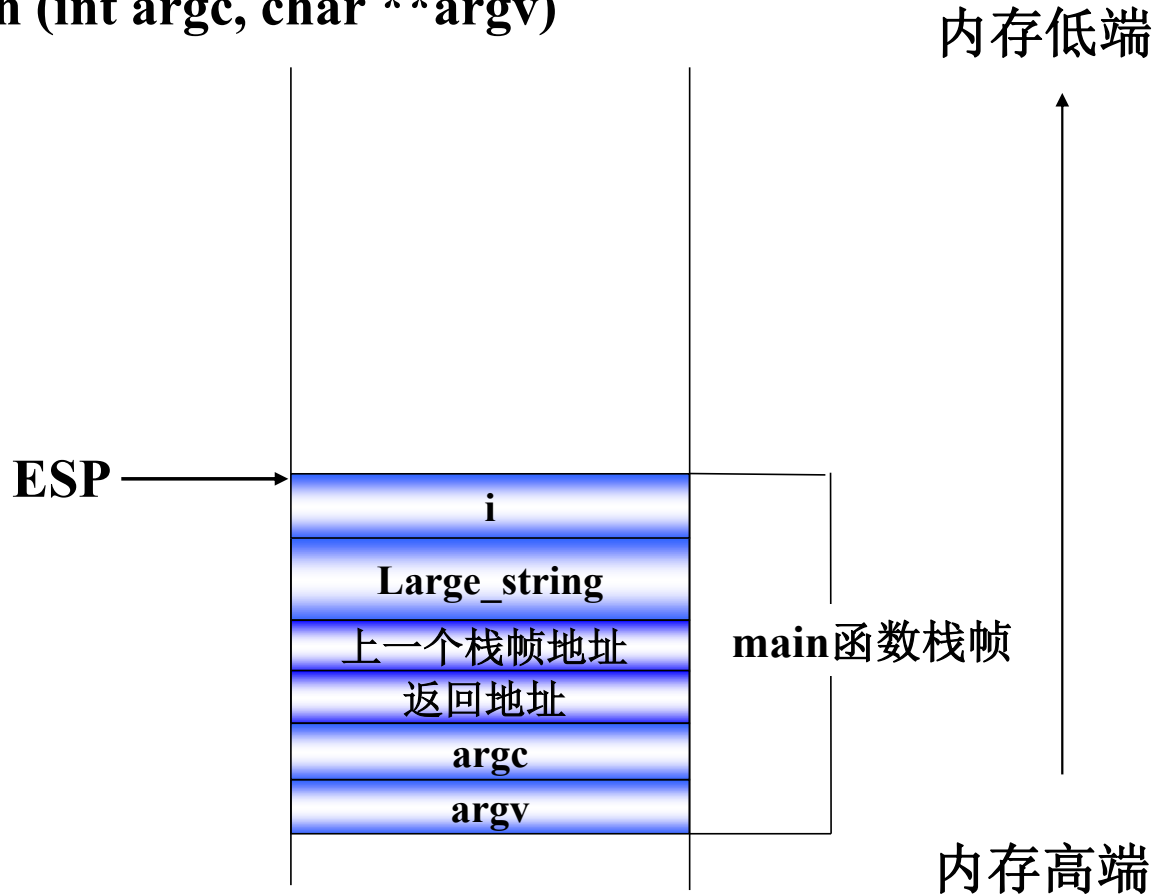 n (int argc, char **argv)
内存低端
ESP
i
Large_string
上一个栈帧地址
main函数栈帧
返回地址
argc
argv
内存高端